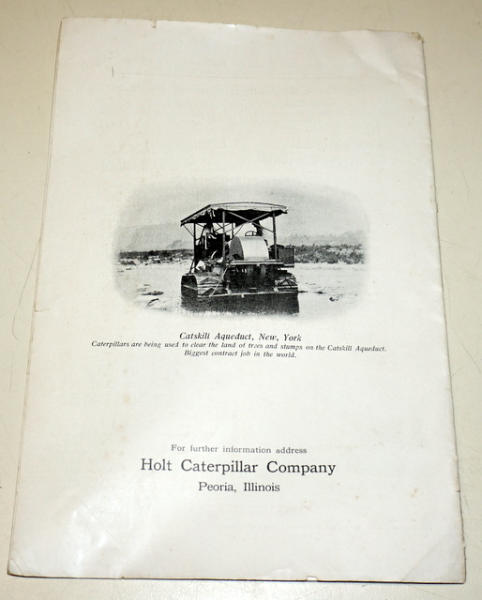 Catskill Aqueduct, New York
Caterpillars are being used to clear the land of trees and stumps on the Catskill Aqueduct.
Biggest contract job in the world.
For further information address
Holt Caterpillar Company
Peoria, Illinois